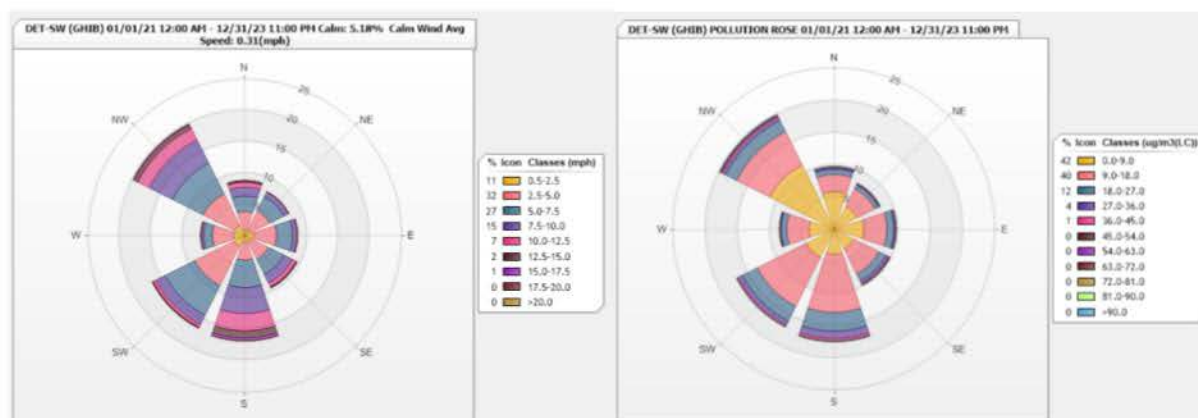 DET-SW (GHIB) 01/01/21 12:00 AM - 12/31/23 11:00 PM Calm: 5.18% Calm Wind Avg
Speed: 0.31(mph)
N
NE
E
SE
S
SW
W
NW
25
20
15
10
% Icon Classes (mph)
11 0.5-2.5
32 2.5-5.0
27 5.0-7.5
15 7.5-10.0
7 10.0-12.5
2 12.5-15.0
1 15.0-17.5
0 17.5-20.0
0 >20.0
DET-SW (GHIB) POLLUTION ROSE 01/01/21 12:00 AM - 12/31/23 11:00 PM
N
NE
E
SE
S
SW
W
NW
25
20
15
10
% Icon Classes (ug/m3(LC))
42 0.0-9.0
40 9.0-18.0
12 18.0-27.0
4 27.0-36.0
1 36.0-45.0
0 45.0-54.0
0 54.0-63.0
0 63.0-72.0
0 72.0-81.0
0 81.0-90.0
0 >90.0